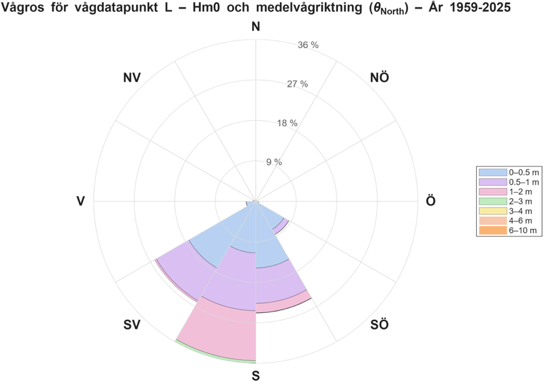 Vågros för vågdatapunkt L – Hm0 och medelvågriktning (θNorth) – År 1959-2025
N
36 %
NV
NÖ
27 %
18 %
9 %
0–0.5 m
0.5–1 m
1–2 m
2–3 m
3–4 m
4–6 m
6–10 m
V
Ö
SV
SÖ
S